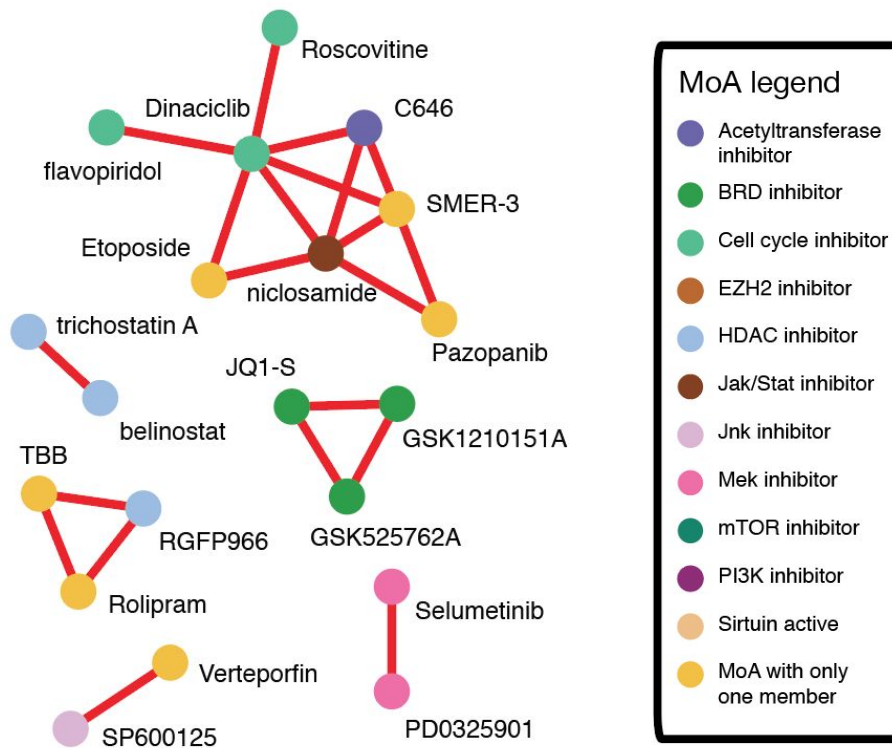 Roscovitine
Dinaciclib
C646
flavopiridol
SMER-3
Etoposide
niclosamide
Pazopanib
trichostatin A
JQ1-S
belinostat
GSK1210151A
TBB
RGFP966
GSK525762A
Rolipram
Selumetinib
Verteporfin
SP600125
PD0325901
MoA legend
Acetyltransferase
inhibitor
BRD inhibitor
Cell cycle inhibitor
EZH2 inhibitor
HDAC inhibitor
Jak/Stat inhibitor
Jnk inhibitor
Mek inhibitor
mTOR inhibitor
PI3K inhibitor
Sirtuin active
MoA with only
one member